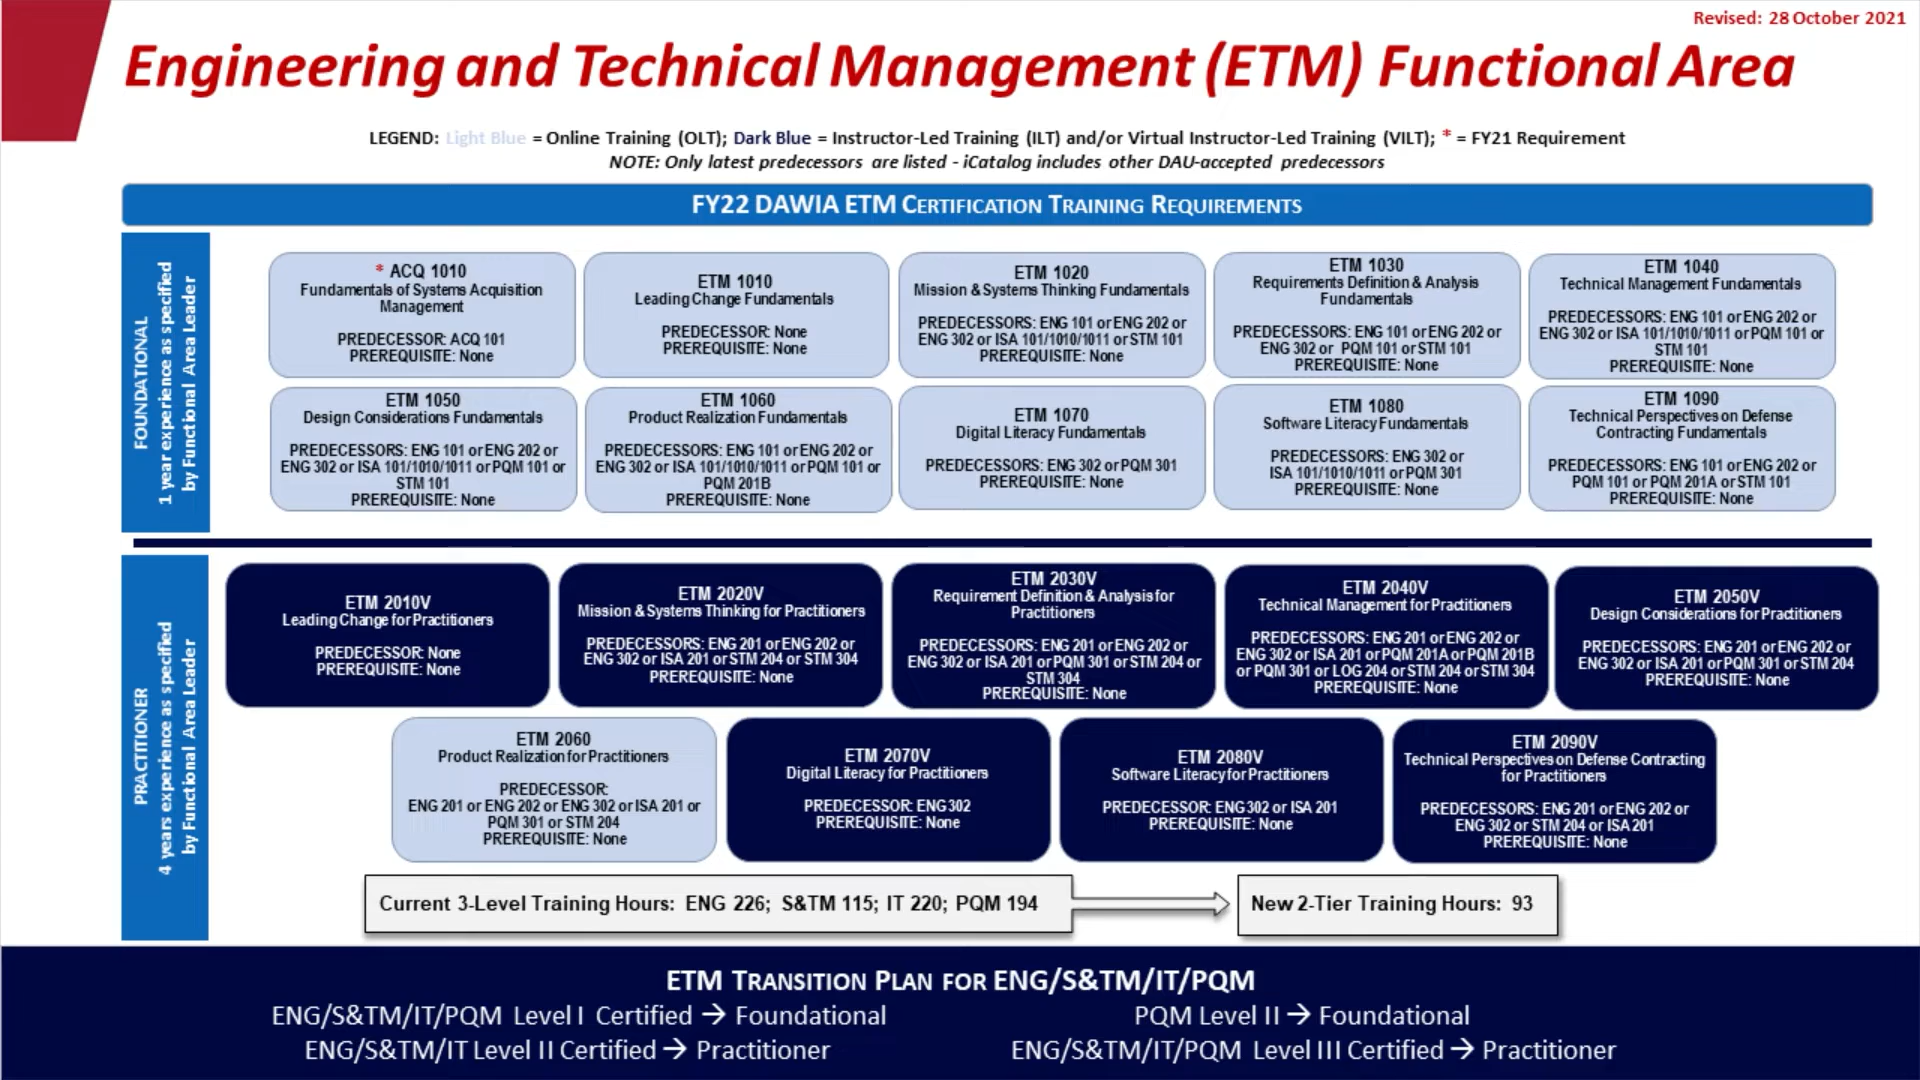 Revised: 28 October 2021
Engineering and Technical Management (ETM) Functional Area
LEGEND: Light Blue = Online Training (OLT); Dark Blue = Instructor-Led Training (ILT) and/or Virtual Instructor-Led Training (VILT); * = FY21 Requirement
NOTE: Only latest predecessors are listed - iCatalog includes other DAU-accepted predecessors
FY22 DAWIA ETM CERTIFICATION TRAINING REQUIREMENTS
FOUNDATIONAL
1 year experience as specified
by Functional Area Leader
* ACQ 1010
Fundamentals of Systems Acquisition
Management
PREDECESSOR: ACQ 101
PREREQUISITE: None
ETM 1010
Leading Change Fundamentals
PREDECESSOR: None
PREREQUISITE: None
ETM 1020
Mission & Systems Thinking Fundamentals
PREDECESSORS: ENG 101 or ENG 202 or
ENG 302 or ISA 101/1010/1011 or STM 101
PREREQUISITE: None
ETM 1030
Requirements Definition & Analysis
Fundamentals
PREDECESSORS: ENG 101 or ENG 202 or
ENG 302 or PQM 101 or STM 101
PREREQUISITE: None
ETM 1040
Technical Management Fundamentals
PREDECESSORS: ENG 101 or ENG 202 or
ENG 302 or ISA 101/1010/1011 or PQM 101 or
STM 101
PREREQUISITE: None
ETM 1050
Design Considerations Fundamentals
PREDECESSORS: ENG 101 or ENG 202 or
ENG 302 or ISA 101/1010/1011 or PQM 101 or
STM 101
PREREQUISITE: None
ETM 1060
Product Realization Fundamentals
PREDECESSORS: ENG 101 or ENG 202 or
ENG 302 or ISA 101/1010/1011 or PQM 101 or
PQM 201B
PREREQUISITE: None
ETM 1070
Digital Literacy Fundamentals
PREDECESSORS: ENG 302 or PQM 301
PREREQUISITE: None
ETM 1080
Software Literacy Fundamentals
PREDECESSORS: ENG 302 or
ISA 101/1010/1011 or PQM 301
PREREQUISITE: None
ETM 1090
Technical Perspectives on Defense
Contracting Fundamentals
PREDECESSORS: ENG 101 or ENG 202 or
PQM 101 or PQM 201A or STM 101
PREREQUISITE: None
PRACTITIONER
4 years experience as specified
by Functional Area Leader
ETM 2010V
Leading Change for Practitioners
PREDECESSOR: None
PREREQUISITE: None
ETM 2020V
Mission & Systems Thinking for Practitioners
PREDECESSORS: ENG 201 or ENG 202 or
ENG 302 or ISA 201 or STM 204 or STM 304
PREREQUISITE: None
ETM 2030V
Requirement Definition & Analysis for
Practitioners
PREDECESSORS: ENG 201 or ENG 202 or
ENG 302 or ISA 201 or PQM 301 or STM 204 or
STM 304
PREREQUISITE: None
ETM 2040V
Technical Management for Practitioners
PREDECESSORS: ENG 201 or ENG 202 or
ENG 302 or ISA 201 or PQM 201A or PQM 201B
or PQM 301 or LOG 204 or STM 204 or STM 304
PREREQUISITE: None
ETM 2050V
Design Considerations for Practitioners
PREDECESSORS: ENG 201 or ENG 202 or
ENG 302 or ISA 201 or PQM 301 or STM 204
PREREQUISITE: None
ETM 2060
Product Realization for Practitioners
PREDECESSOR:
ENG 201 or ENG 202 or ENG 302 or ISA 201 or
PQM 301 or STM 204
PREREQUISITE: None
ETM 2070V
Digital Literacy for Practitioners
PREDECESSOR: ENG 302
PREREQUISITE: None
ETM 2080V
Software Literacy for Practitioners
PREDECESSOR: ENG 302 or ISA 201
PREREQUISITE: None
ETM 2090V
Technical Perspectives on Defense Contracting
for Practitioners
PREDECESSORS: ENG 201 or ENG 202 or
ENG 302 or STM 204 or ISA 201
PREREQUISITE: None
Current 3-Level Training Hours: ENG 226; S&TM 115; IT 220; PQM 194
New 2-Tier Training Hours: 93
ETM TRANSITION PLAN FOR ENG/S&TM/IT/PQM
ENG/S&TM/IT/PQM Level I Certified → Foundational
PQM Level II → Foundational
ENG/S&TM/IT Level II Certified → Practitioner
ENG/S&TM/IT/PQM Level III Certified → Practitioner